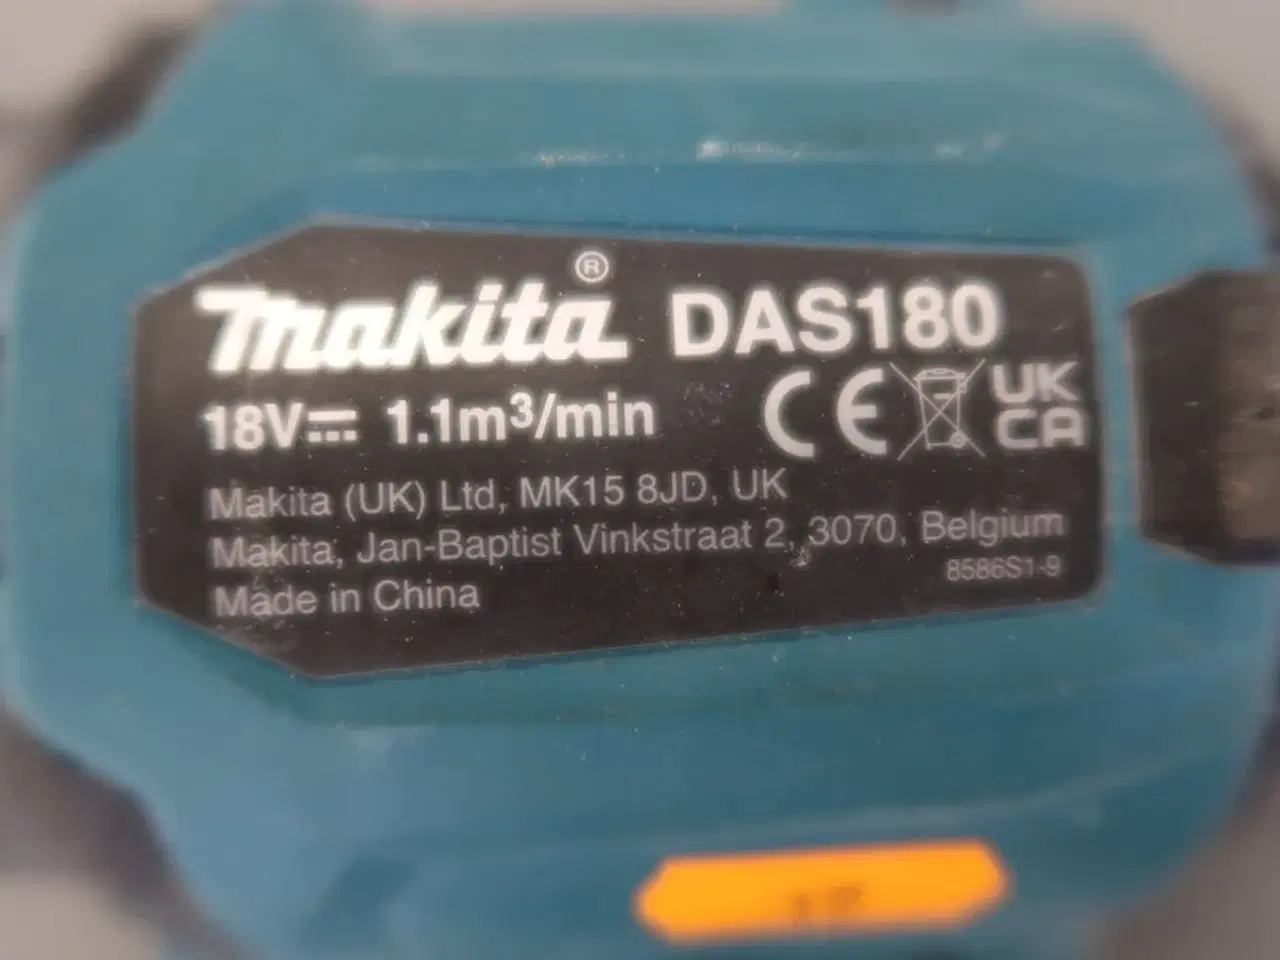 makita® DAS180
18V⎓ 1.1m³/min CE UK CA
Makita (UK) Ltd, MK15 8JD, UK
Makita, Jan-Baptist Vinkstraat 2, 3070, Belgium
8586S1-9
Made in China